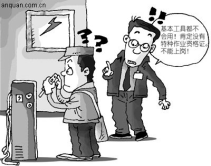 anquan.com.cn
???
!!
基本工具都不
会用！肯定没有
特种作业资格证，
不能上岗！